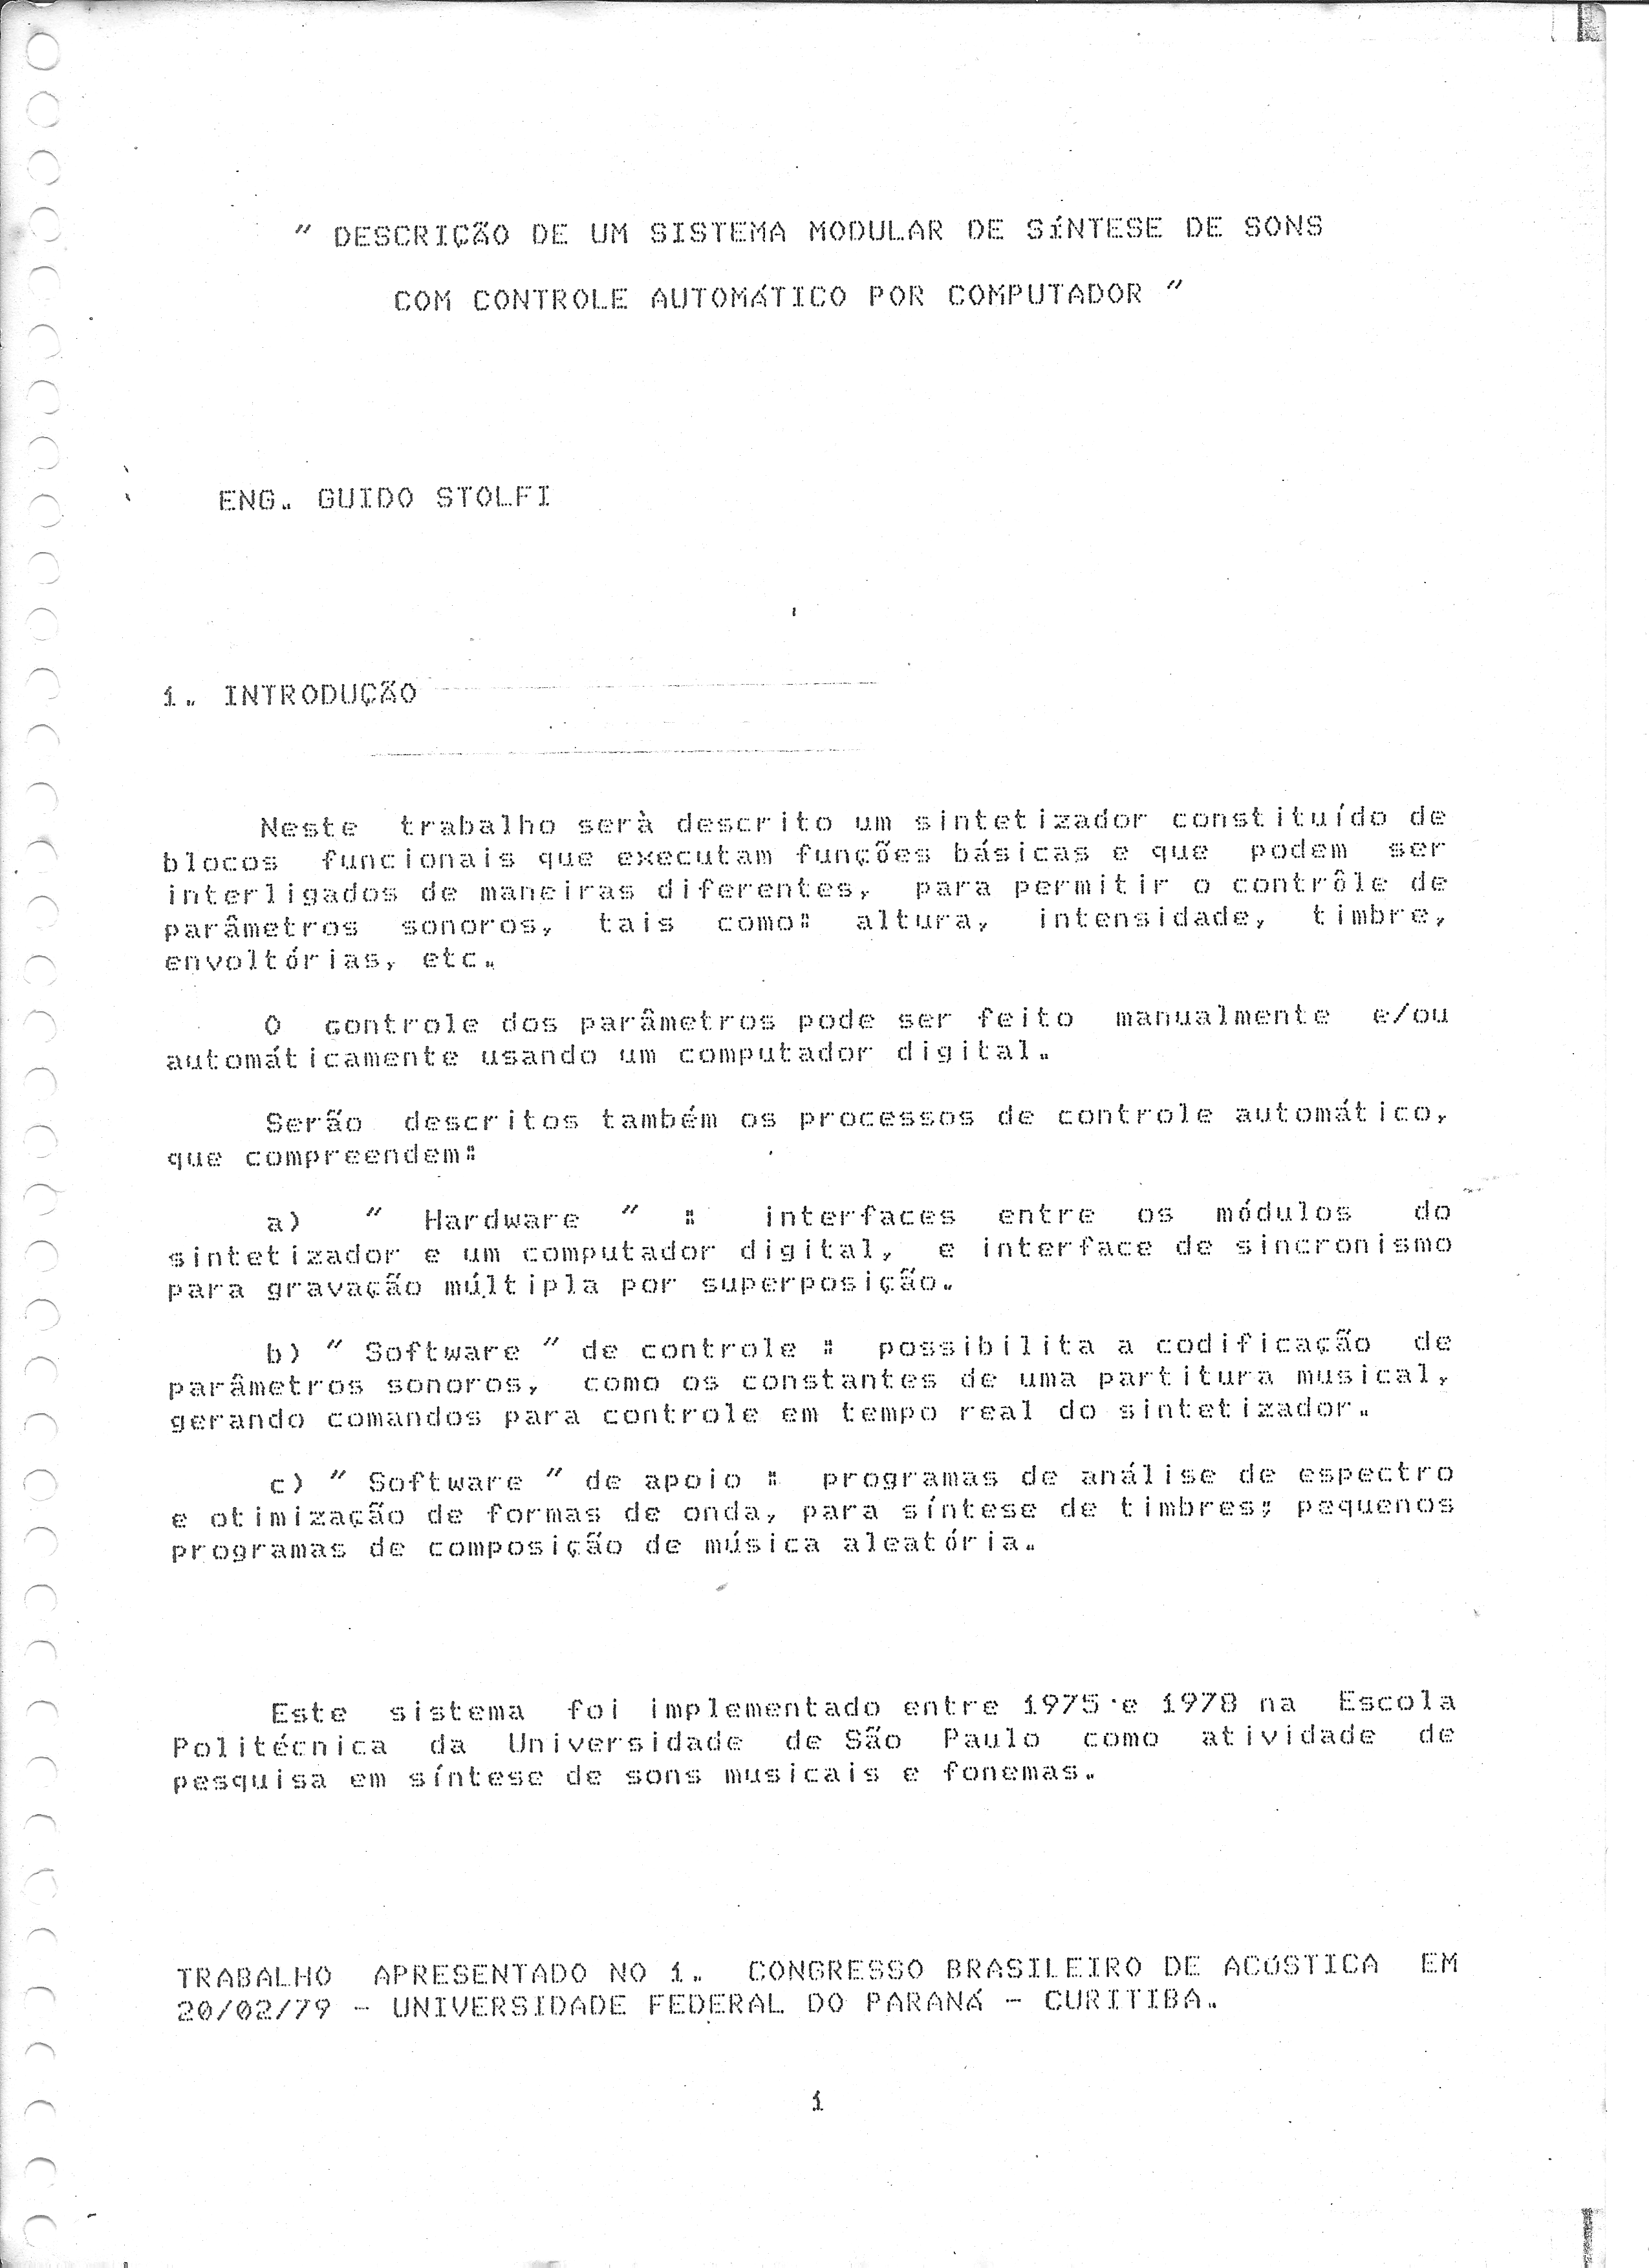 " DESCRIÇÃO DE UM SISTEMA MODULAR DE SíNTESE DE SONS
COM CONTROLE AUTOMÁTICO POR COMPUTADOR "
ENG. GUIDO STOLFI
1. INTRODUÇÃO
Neste trabalho serà descrito um sintetizador constituído de
blocos funcionais que executam funções básicas e que podem ser
interligados de maneiras diferentes, para permitir o contrôle de
parâmetros sonoros, tais como: altura, intensidade, timbre,
envoltórias, etc.
O controle dos parâmetros pode ser feito manualmente e/ou
automáticamente usando um computador digital.
Serão descritos também os processos de controle automático,
que compreendem:
a) " Hardware " : interfaces entre os módulos do
sintetizador e um computador digital, e interface de sincronismo
para gravação múltipla por superposição.
b) " Software " de controle : possibilita a codificação de
parâmetros sonoros, como os constantes de uma partitura musical,
gerando comandos para controle em tempo real do sintetizador.
c) " Software " de apoio : programas de análise de espectro
e otimização de formas de onda, para síntese de timbres; pequenos
programas de composição de música aleatória.
Este sistema foi implementado entre 1975 e 1978 na Escola
Politécnica da Universidade de São Paulo como atividade de
pesquisa em síntese de sons musicais e fonemas.
TRABALHO APRESENTADO NO 1. CONGRESSO BRASILEIRO DE ACúSTICA EM
20/02/79 - UNIVERSIDADE FEDERAL DO PARANÁ - CURITIBA.
1